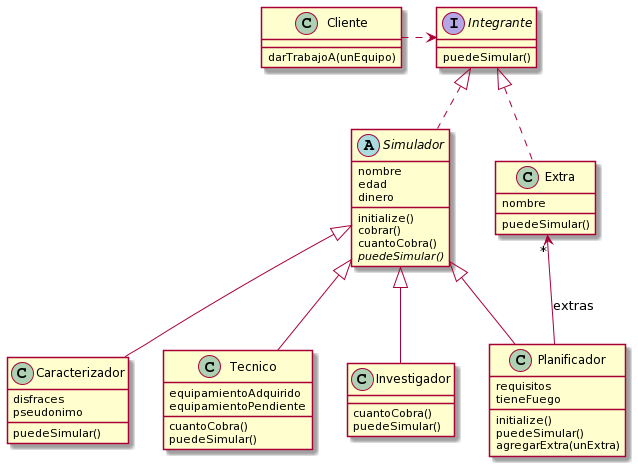 C Cliente
darTrabajoA(unEquipo)
I Integrante
puedeSimular()
A Simulador
nombre
edad
dinero
initialize()
cobrar()
cuantoCobra()
puedeSimular()
C Extra
nombre
puedeSimular()
*
extras
C Caracterizador
disfraces
pseudonimo
puedeSimular()
C Tecnico
equipamientoAdquirido
equipamientoPendiente
cuantoCobra()
puedeSimular()
C Investigador
cuantoCobra()
puedeSimular()
C Planificador
requisitos
tieneFuego
initialize()
puedeSimular()
agregarExtra(unExtra)